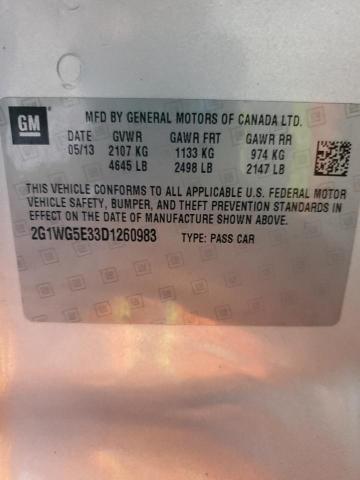 GM
MFD BY GENERAL MOTORS OF CANADA LTD.
DATE GVWR GAWR FRT GAWR RR
05/13 2107 KG 1133 KG 974 KG
4645 LB 2498 LB 2147 LB
THIS VEHICLE CONFORMS TO ALL APPLICABLE U.S. FEDERAL MOTOR
VEHICLE SAFETY, BUMPER, AND THEFT PREVENTION STANDARDS IN
EFFECT ON THE DATE OF MANUFACTURE SHOWN ABOVE.
2G1WG5E33D1260983 TYPE: PASS CAR